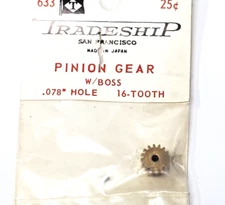 633 25¢
T
TRADESHIP
SAN FRANCISCO
MADE IN JAPAN
PINION GEAR
W/BOSS
.078" HOLE 16-TOOTH